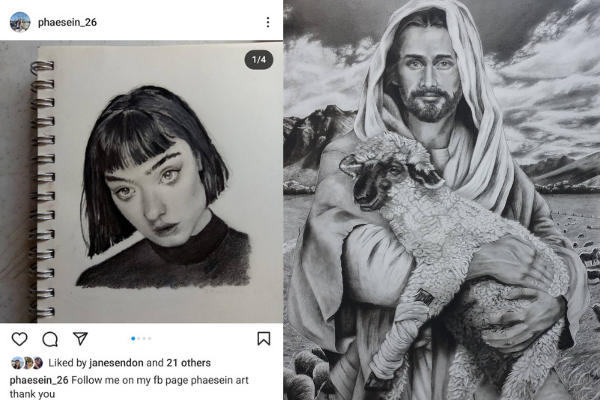 phaesein_26
1/4
Liked by janesendon and 21 others
phaesein_26 Follow me on my fb page phaesein art
thank you